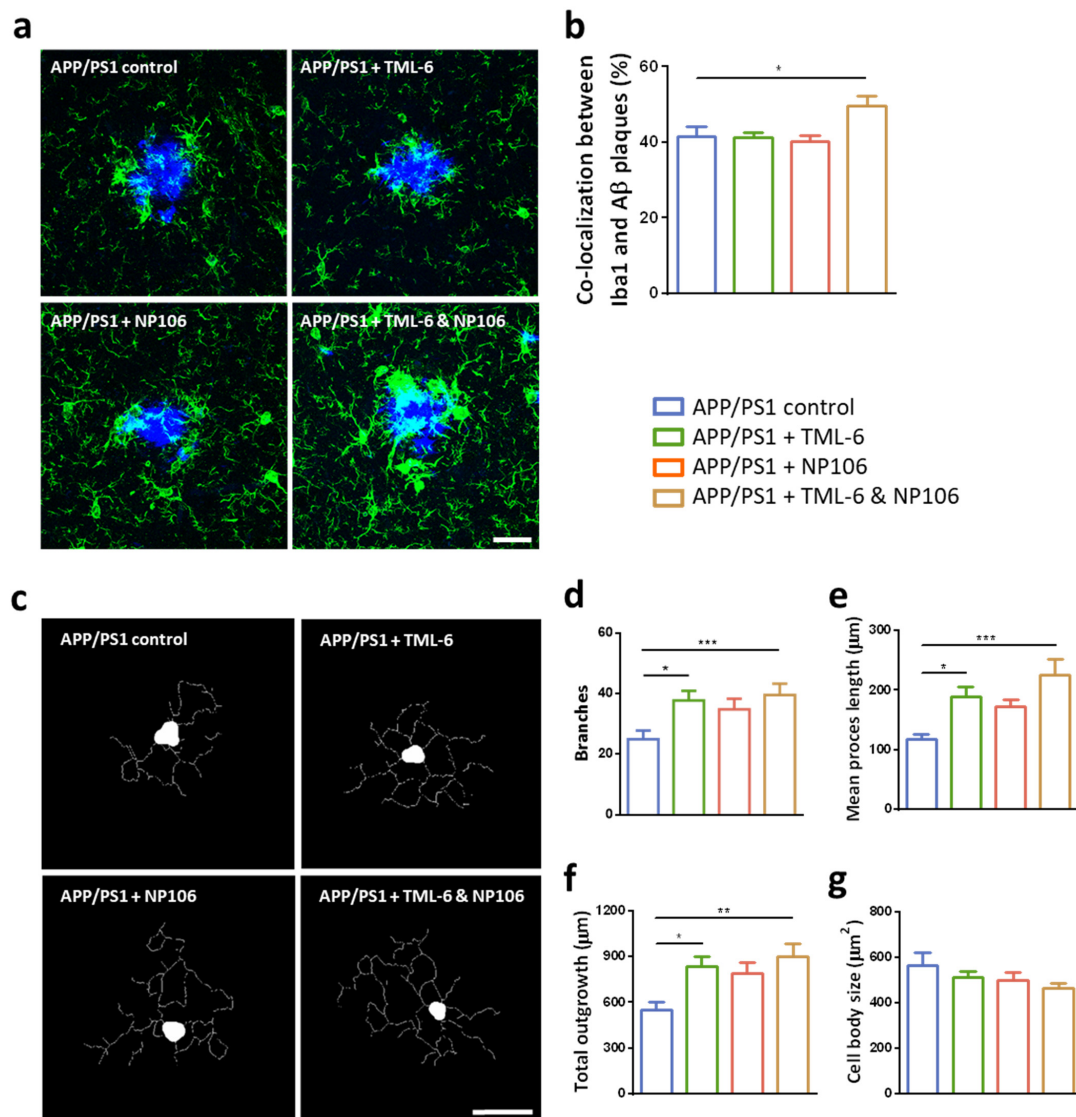 a
APP/PS1 control
APP/PS1 + TML-6
APP/PS1 + NP106
APP/PS1 + TML-6 & NP106
b
Co-localization between
Iba1 and Aβ plaques (%)
60
40
20
0
*
APP/PS1 control
APP/PS1 + TML-6
APP/PS1 + NP106
APP/PS1 + TML-6 & NP106
c
APP/PS1 control
APP/PS1 + TML-6
APP/PS1 + NP106
APP/PS1 + TML-6 & NP106
d
Branches
60
40
20
0
***
*
e
Mean proces length (μm)
300
200
100
0
***
*
f
Total outgrowth (μm)
1200
900
600
300
0
**
*
g
Cell body size (μm²)
800
600
400
200
0